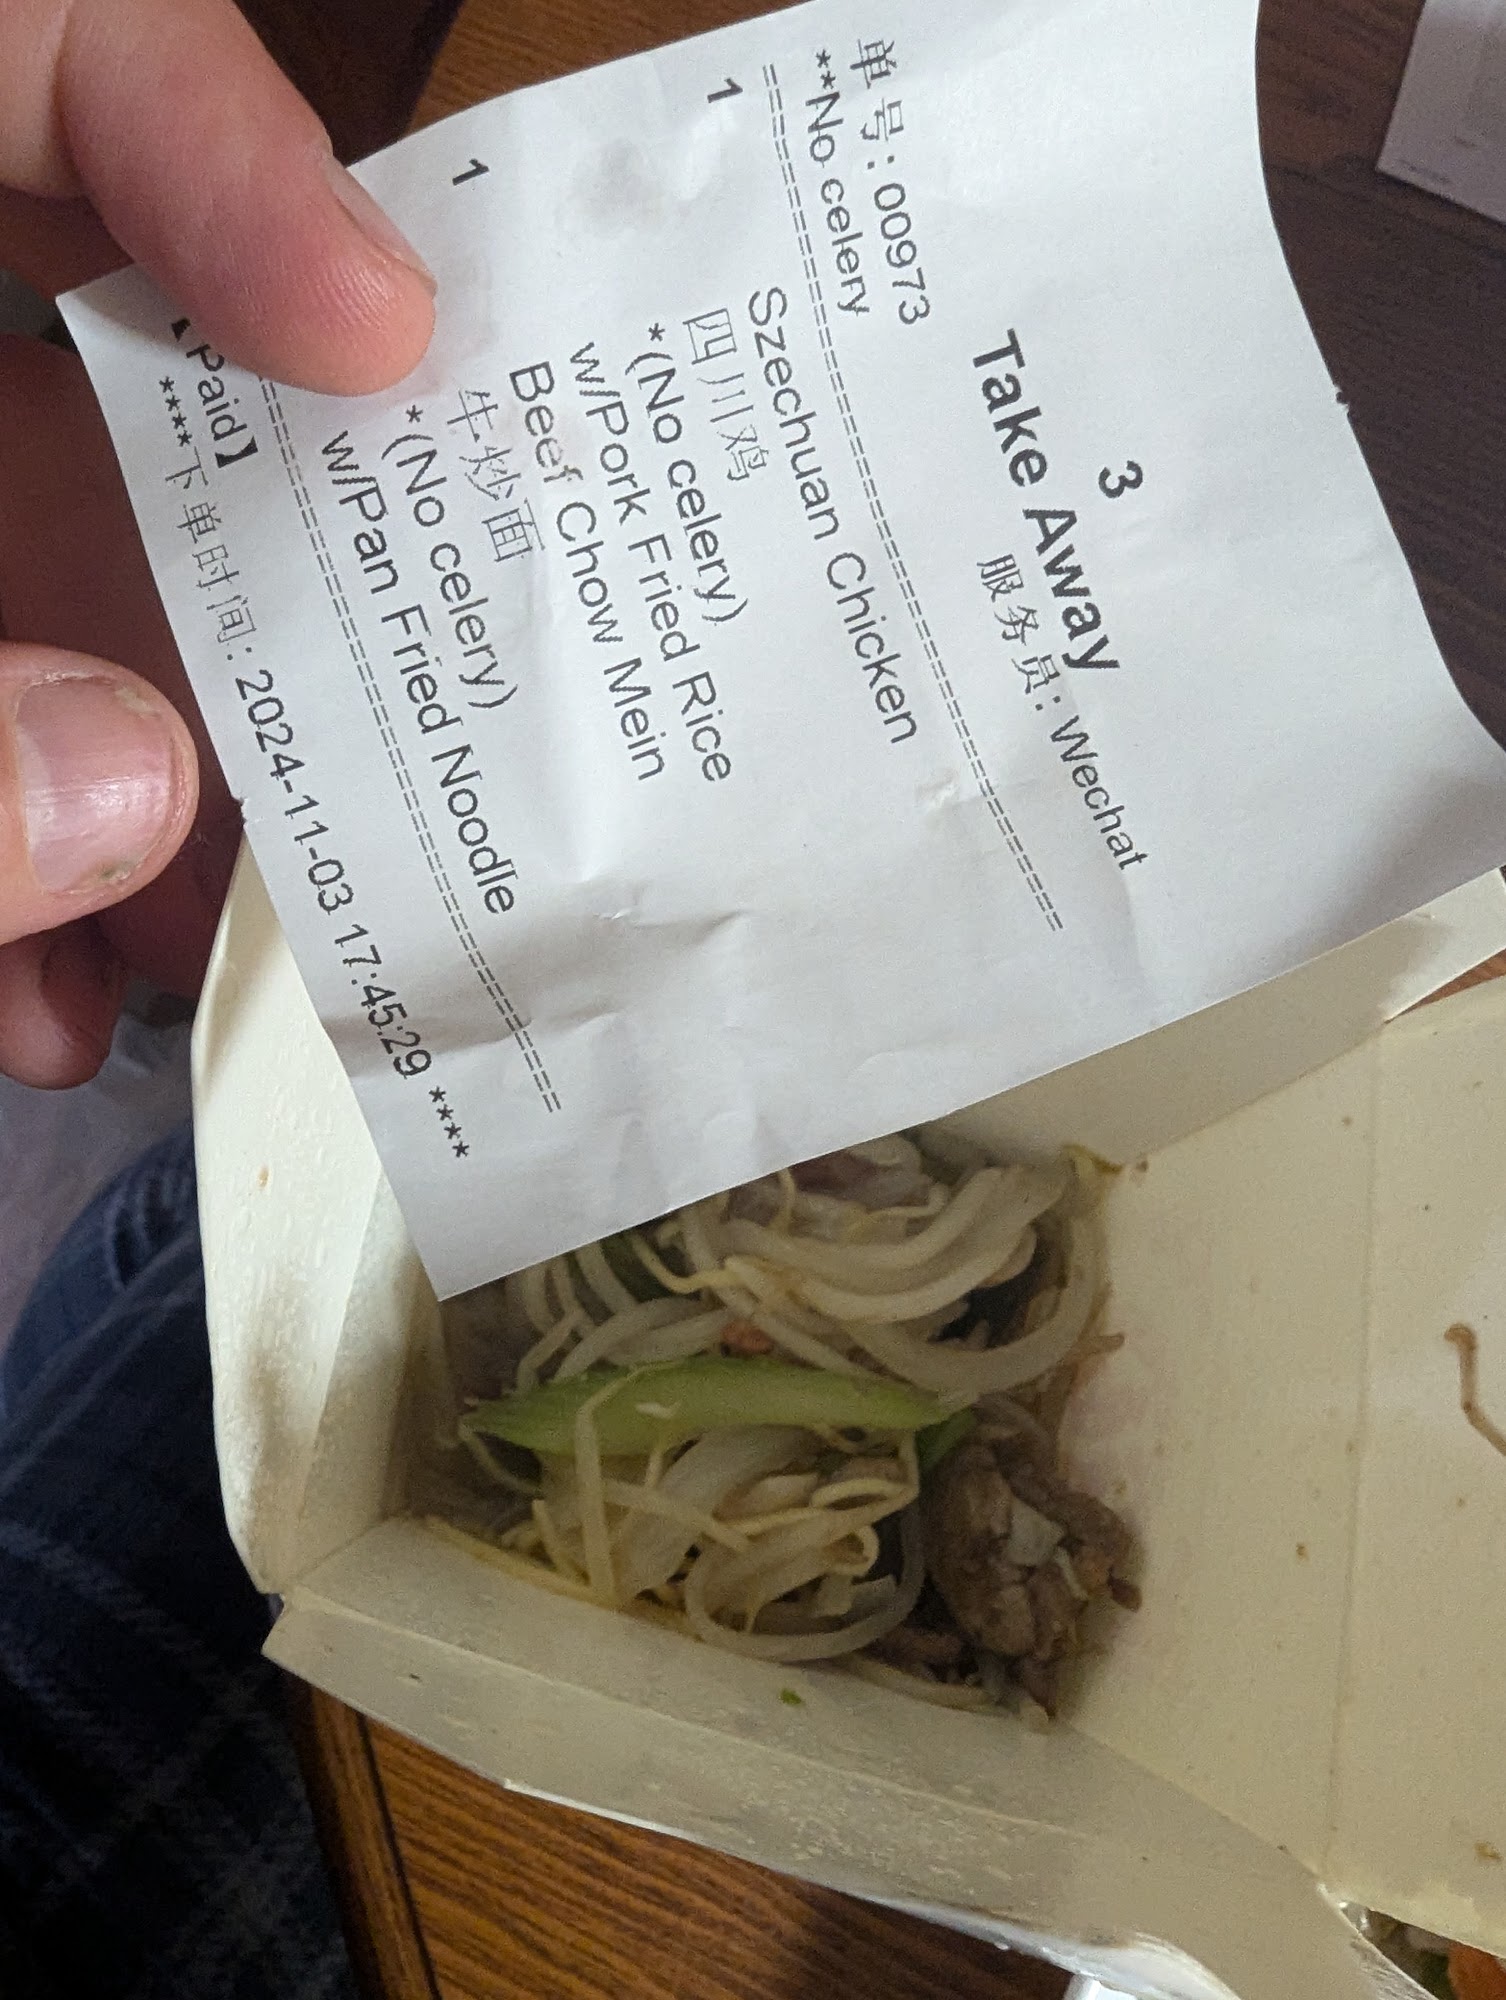 3
Take Away
单号: 00973 服务员: Wechat
**No celery
==============================
1 Szechuan Chicken
四川鸡
*(No celery)
w/Pork Fried Rice
1 Beef Chow Mein
牛炒面
*(No celery)
w/Pan Fried Noodle
==============================
【Paid】
****下单时间: 2024-11-03 17:45:29 ****